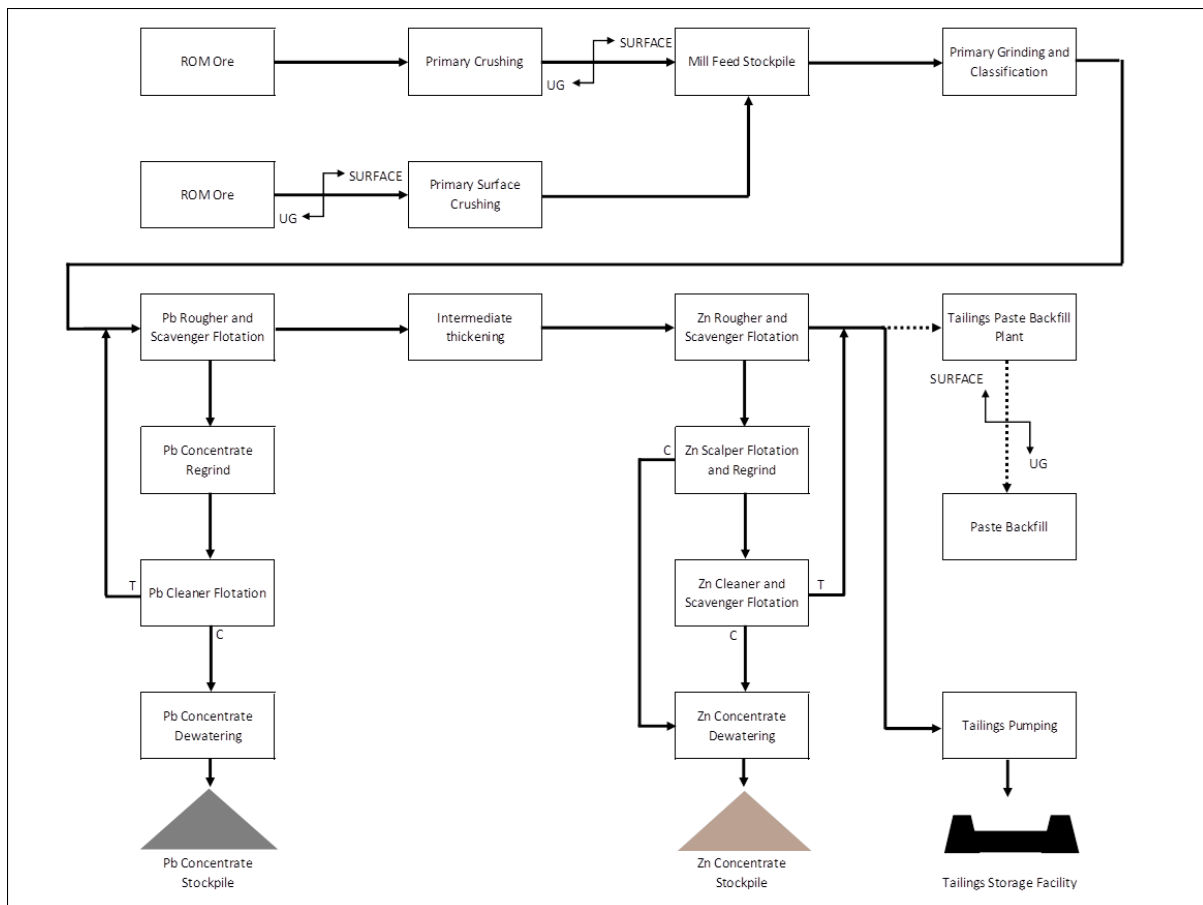 SURFACE
ROM Ore
Primary Crushing
Mill Feed Stockpile
Primary Grinding and
Classification
UG
SURFACE
ROM Ore
Primary Surface
Crushing
UG
Pb Rougher and
Scavenger Flotation
Intermediate
thickening
Zn Rougher and
Scavenger Flotation
Tailings Paste Backfill
Plant
SURFACE
Pb Concentrate
Regrind
C
Zn Scalper Flotation
and Regrind
UG
Paste Backfill
T
Pb Cleaner Flotation
Zn Cleaner and
Scavenger Flotation
T
C
C
Pb Concentrate
Dewatering
Zn Concentrate
Dewatering
Tailings Pumping
Pb Concentrate
Stockpile
Zn Concentrate
Stockpile
Tailings Storage Facility